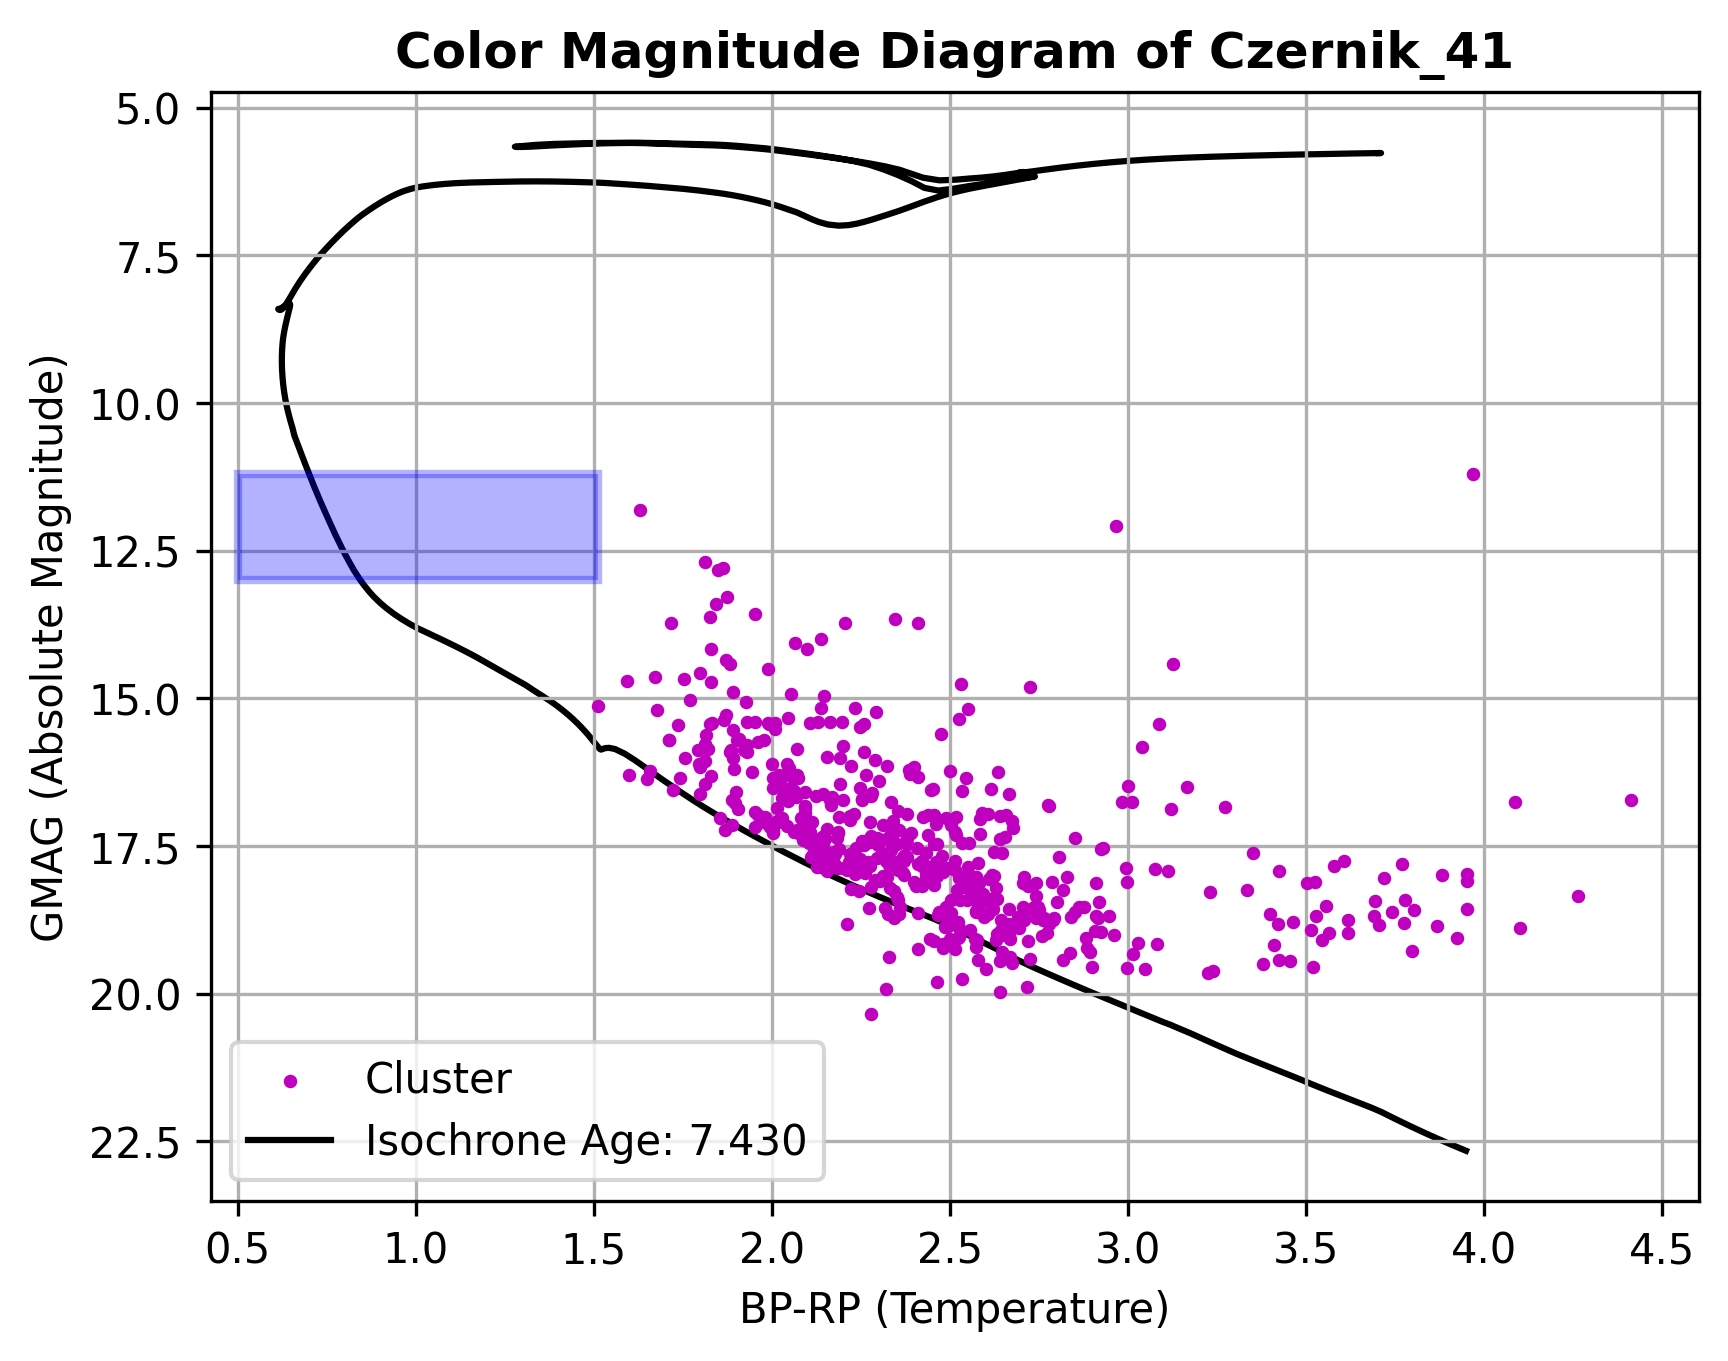 Color Magnitude Diagram of Czernik_41
GMAG (Absolute Magnitude)
5.0
7.5
10.0
12.5
15.0
17.5
20.0
22.5
Cluster
Isochrone Age: 7.430
0.5 1.0 1.5 2.0 2.5 3.0 3.5 4.0 4.5
BP-RP (Temperature)